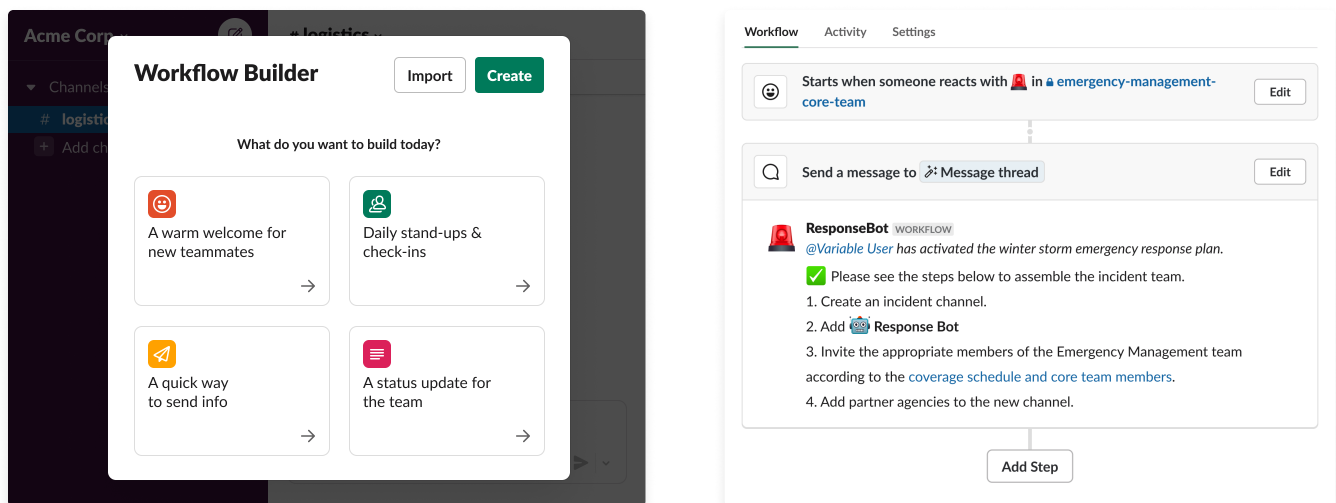 Acme Corp
# logistics
Channels
# logistic
+ Add ch
Workflow Builder
Import
Create
What do you want to build today?
A warm welcome for
new teammates
Daily stand-ups &
check-ins
A quick way
to send info
A status update for
the team
Workflow
Activity
Settings
Starts when someone reacts with 🚨 in 🔒 emergency-management-
core-team
Edit
Send a message to Message thread
Edit
ResponseBot WORKFLOW
@Variable User has activated the winter storm emergency response plan.
✅ Please see the steps below to assemble the incident team.
1. Create an incident channel.
2. Add 🤖 Response Bot
3. Invite the appropriate members of the Emergency Management team
according to the coverage schedule and core team members.
4. Add partner agencies to the new channel.
Add Step